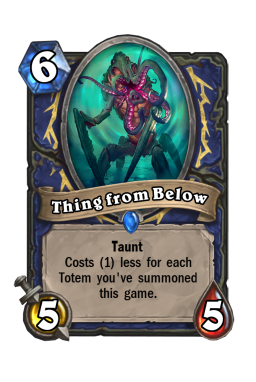 6
Thing from Below
Taunt
Costs (1) less for each
Totem you've summoned
this game.
5 5